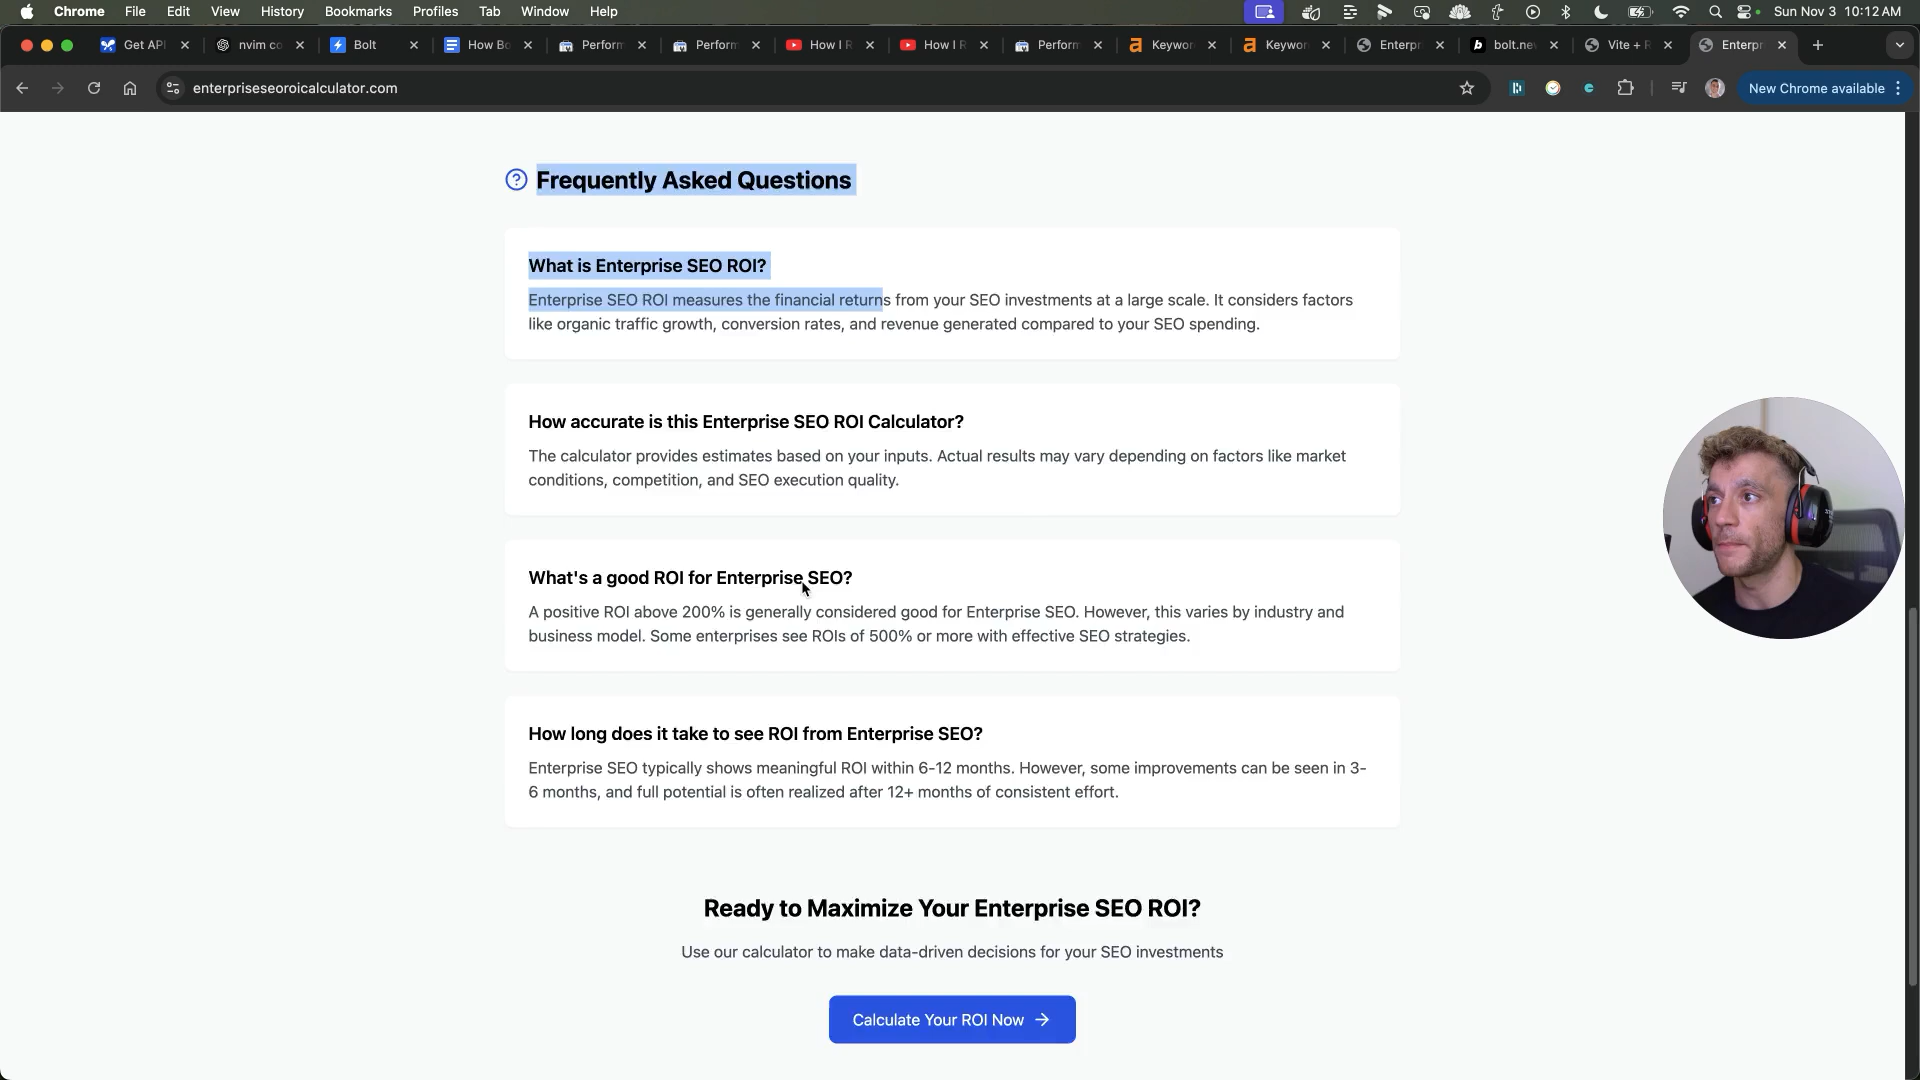 Chrome File Edit View History Bookmarks Profiles Tab Window Help Sun Nov 3 10:12 AM
Get API nvim co Bolt How Bo Perform Perform How I R How I R Perform Keywor Keywor Enterpr bolt.ne Vite + R Enterpr
enterpriseseoroicalculator.com New Chrome available
Frequently Asked Questions
What is Enterprise SEO ROI?
Enterprise SEO ROI measures the financial returns from your SEO investments at a large scale. It considers factors
like organic traffic growth, conversion rates, and revenue generated compared to your SEO spending.
How accurate is this Enterprise SEO ROI Calculator?
The calculator provides estimates based on your inputs. Actual results may vary depending on factors like market
conditions, competition, and SEO execution quality.
What's a good ROI for Enterprise SEO?
A positive ROI above 200% is generally considered good for Enterprise SEO. However, this varies by industry and
business model. Some enterprises see ROIs of 500% or more with effective SEO strategies.
How long does it take to see ROI from Enterprise SEO?
Enterprise SEO typically shows meaningful ROI within 6-12 months. However, some improvements can be seen in 3-
6 months, and full potential is often realized after 12+ months of consistent effort.
Ready to Maximize Your Enterprise SEO ROI?
Use our calculator to make data-driven decisions for your SEO investments
Calculate Your ROI Now